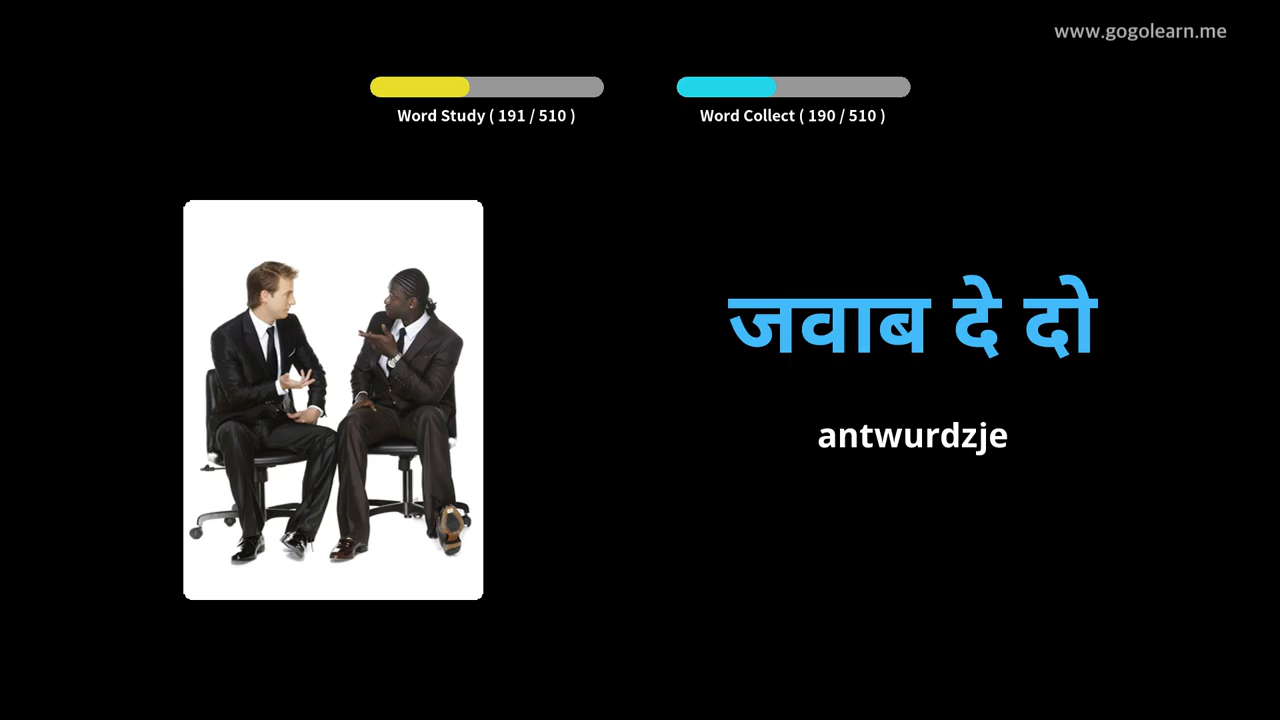 www.gogolearn.me
Word Study ( 191 / 510 )
Word Collect ( 190 / 510 )
जवाब दे दो
antwurdzje